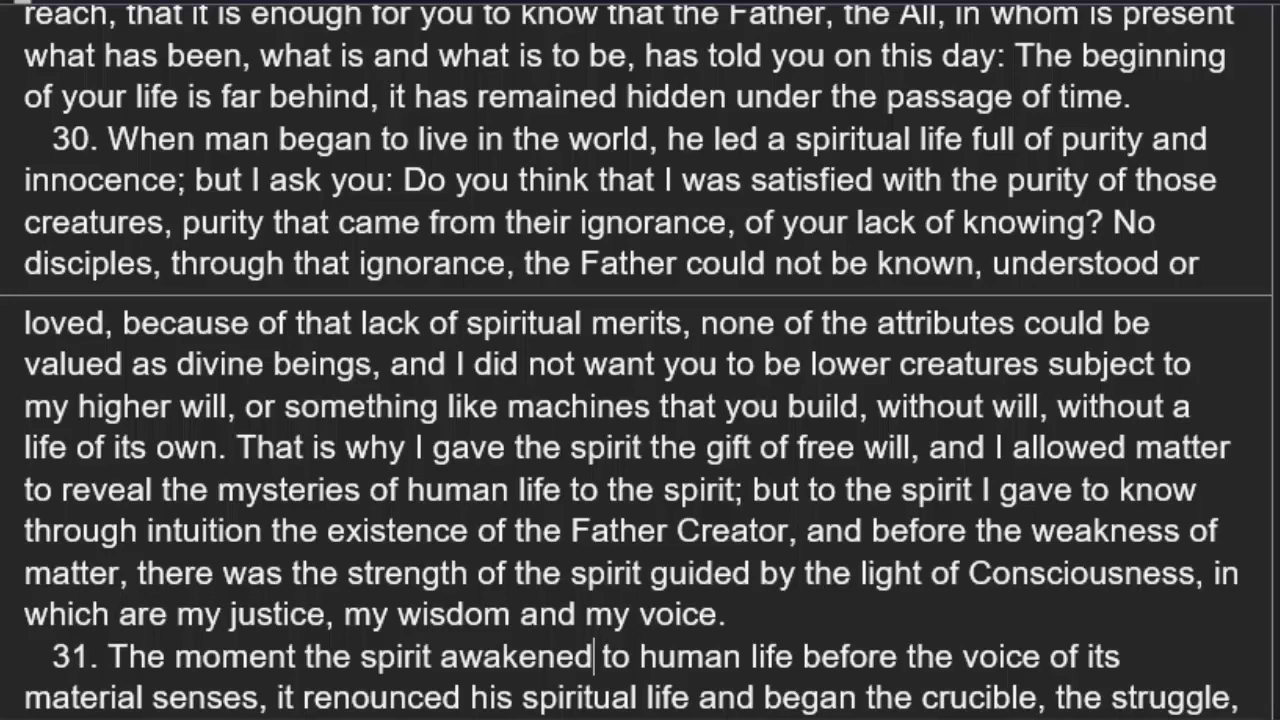 reach, that it is enough for you to know that the Father, the All, in whom is present
what has been, what is and what is to be, has told you on this day: The beginning
of your life is far behind, it has remained hidden under the passage of time.
30. When man began to live in the world, he led a spiritual life full of purity and
innocence; but I ask you: Do you think that I was satisfied with the purity of those
creatures, purity that came from their ignorance, of your lack of knowing? No
disciples, through that ignorance, the Father could not be known, understood or
loved, because of that lack of spiritual merits, none of the attributes could be
valued as divine beings, and I did not want you to be lower creatures subject to
my higher will, or something like machines that you build, without will, without a
life of its own. That is why I gave the spirit the gift of free will, and I allowed matter
to reveal the mysteries of human life to the spirit; but to the spirit I gave to know
through intuition the existence of the Father Creator, and before the weakness of
matter, there was the strength of the spirit guided by the light of Consciousness, in
which are my justice, my wisdom and my voice.
31. The moment the spirit awakened to human life before the voice of its
material senses, it renounced his spiritual life and began the crucible, the struggle,